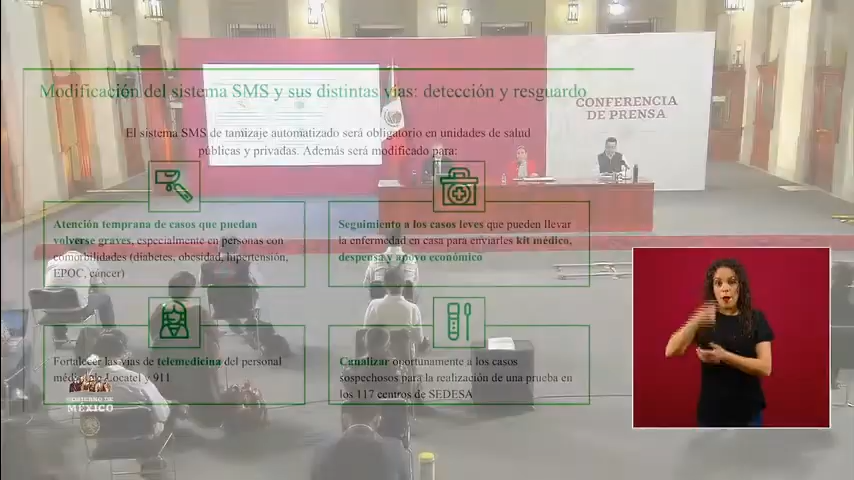 Modificación del sistema SMS y sus distintas vías: detección y resguardo
CONFERENCIA
DE PRENSA
El sistema SMS de tamizaje automatizado será obligatorio en unidades de salud
públicas y privadas. Además será modificado para:
Atención temprana de casos que puedan
volverse graves, especialmente en personas con
comorbilidades (diabetes, obesidad, hipertensión,
EPOC, cáncer)
Seguimiento a los casos leves que pueden llevar
la enfermedad en casa para enviarles kit médico,
despensa y apoyo económico
Fortalecer las vías de telemedicina del personal
médico Locatel y 911
Canalizar oportunamente a los casos
sospechosos para la realización de una prueba en
los 117 centros de SEDESA
GOBIERNO DE
MÉXICO